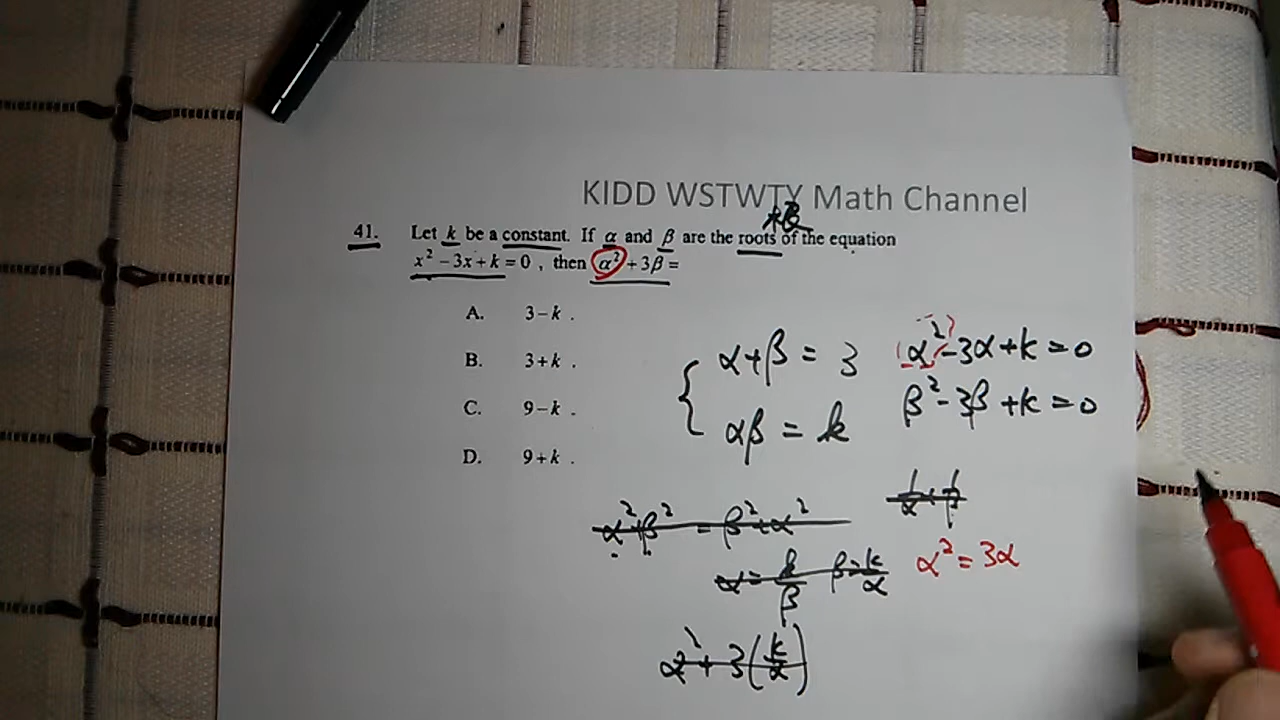 KIDD WSTWTY Math Channel
根
41. Let k be a constant. If α and β are the roots of the equation
x² − 3x + k = 0 , then α² + 3β =
A. 3 − k .
B. 3 + k .
C. 9 − k .
D. 9 + k .
α + β = 3
αβ = k
α² − 3α + k = 0
β² − 3β + k = 0
α² + β² = β² + α²
1/α + 1/β
α = k/β β = k/α
α² = 3α
α² + 3(k/α)